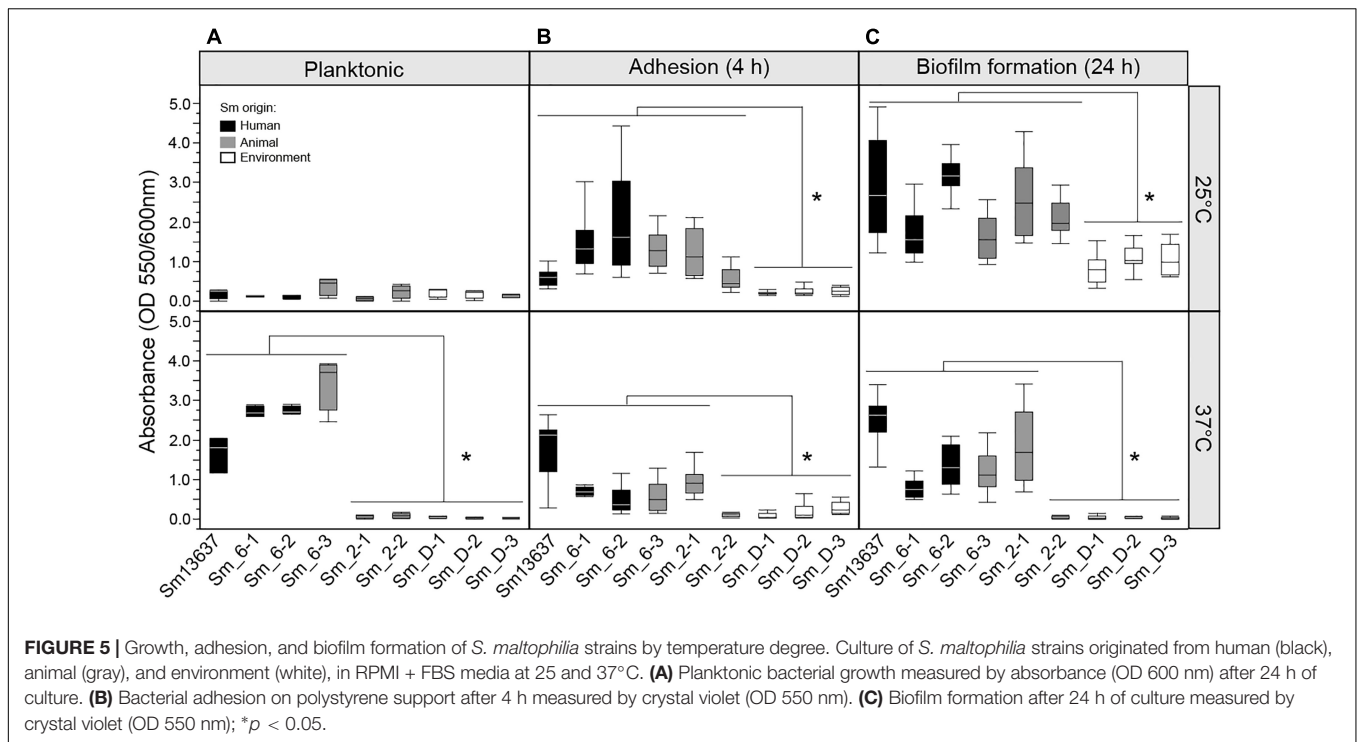 A
B
C
Planktonic
Adhesion (4 h)
Biofilm formation (24 h)
Absorbance (OD 550/600nm)
5.0
4.0
3.0
2.0
1.0
0.0
Sm origin:
Human
Animal
Environment
*
*
25°C
5.0
4.0
3.0
2.0
1.0
0.0
*
*
*
37°C
Sm13637
Sm_6-1
Sm_6-2
Sm_6-3
Sm_2-1
Sm_2-2
Sm_D-1
Sm_D-2
Sm_D-3
Sm13637
Sm_6-1
Sm_6-2
Sm_6-3
Sm_2-1
Sm_2-2
Sm_D-1
Sm_D-2
Sm_D-3
Sm13637
Sm_6-1
Sm_6-2
Sm_6-3
Sm_2-1
Sm_2-2
Sm_D-1
Sm_D-2
Sm_D-3
FIGURE 5 | Growth, adhesion, and biofilm formation of S. maltophilia strains by temperature degree. Culture of S. maltophilia strains originated from human (black),
animal (gray), and environment (white), in RPMI + FBS media at 25 and 37°C. (A) Planktonic bacterial growth measured by absorbance (OD 600 nm) after 24 h of
culture. (B) Bacterial adhesion on polystyrene support after 4 h measured by crystal violet (OD 550 nm). (C) Biofilm formation after 24 h of culture measured by
crystal violet (OD 550 nm); *p < 0.05.